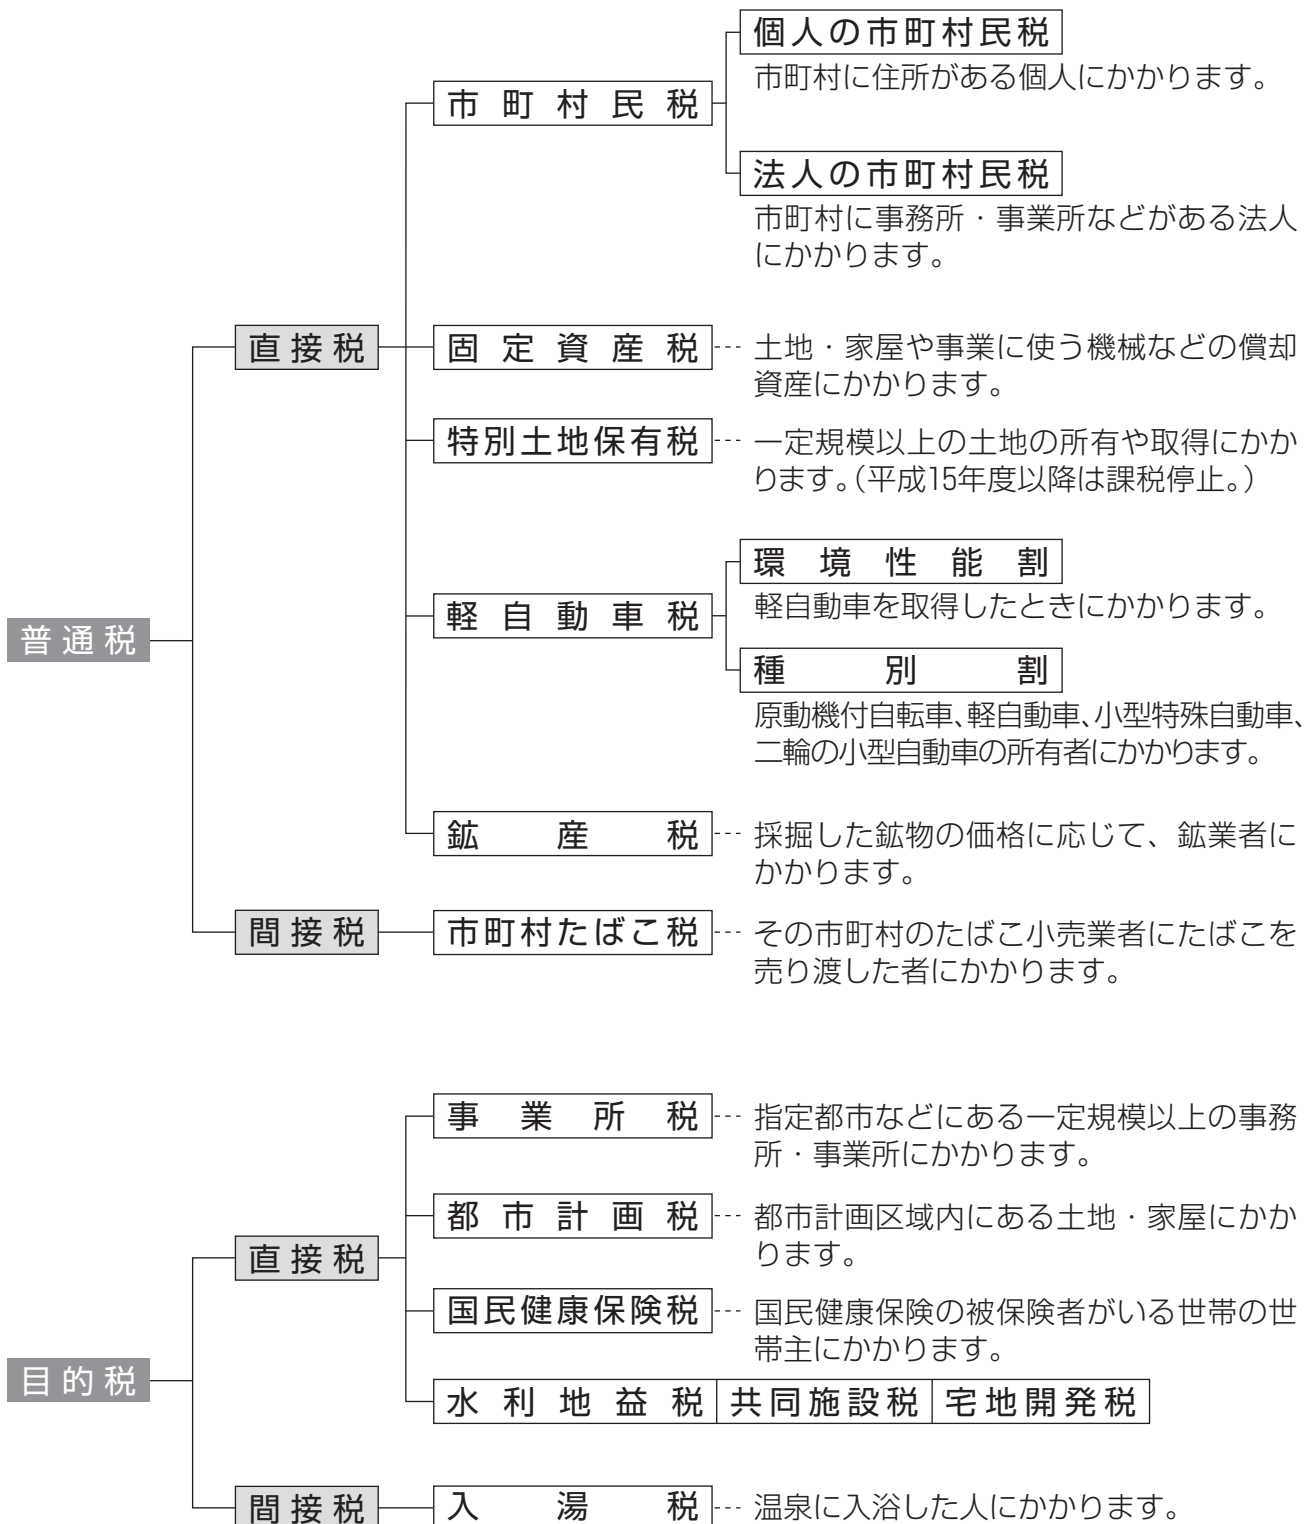 個人の市町村民税
市町村に住所がある個人にかかります。
市町村民税
法人の市町村民税
市町村に事務所・事業所などがある法人
にかかります。
直接税
固定資産税
土地・家屋や事業に使う機械などの償却
資産にかかります。
特別土地保有税
一定規模以上の土地の所有や取得にかか
ります。(平成15年度以降は課税停止。)
環境性能割
軽自動車を取得したときにかかります。
軽自動車税
普通税
種別割
原動機付自転車、軽自動車、小型特殊自動車、
二輪の小型自動車の所有者にかかります。
鉱産税
採掘した鉱物の価格に応じて、鉱業者に
かかります。
間接税
市町村たばこ税
その市町村のたばこ小売業者にたばこを
売り渡した者にかかります。
事業所税
指定都市などにある一定規模以上の事務
所・事業所にかかります。
都市計画税
都市計画区域内にある土地・家屋にかか
ります。
直接税
国民健康保険税
国民健康保険の被保険者がいる世帯の世
帯主にかかります。
目的税
水利地益税 共同施設税 宅地開発税
間接税
入湯税
温泉に入浴した人にかかります。